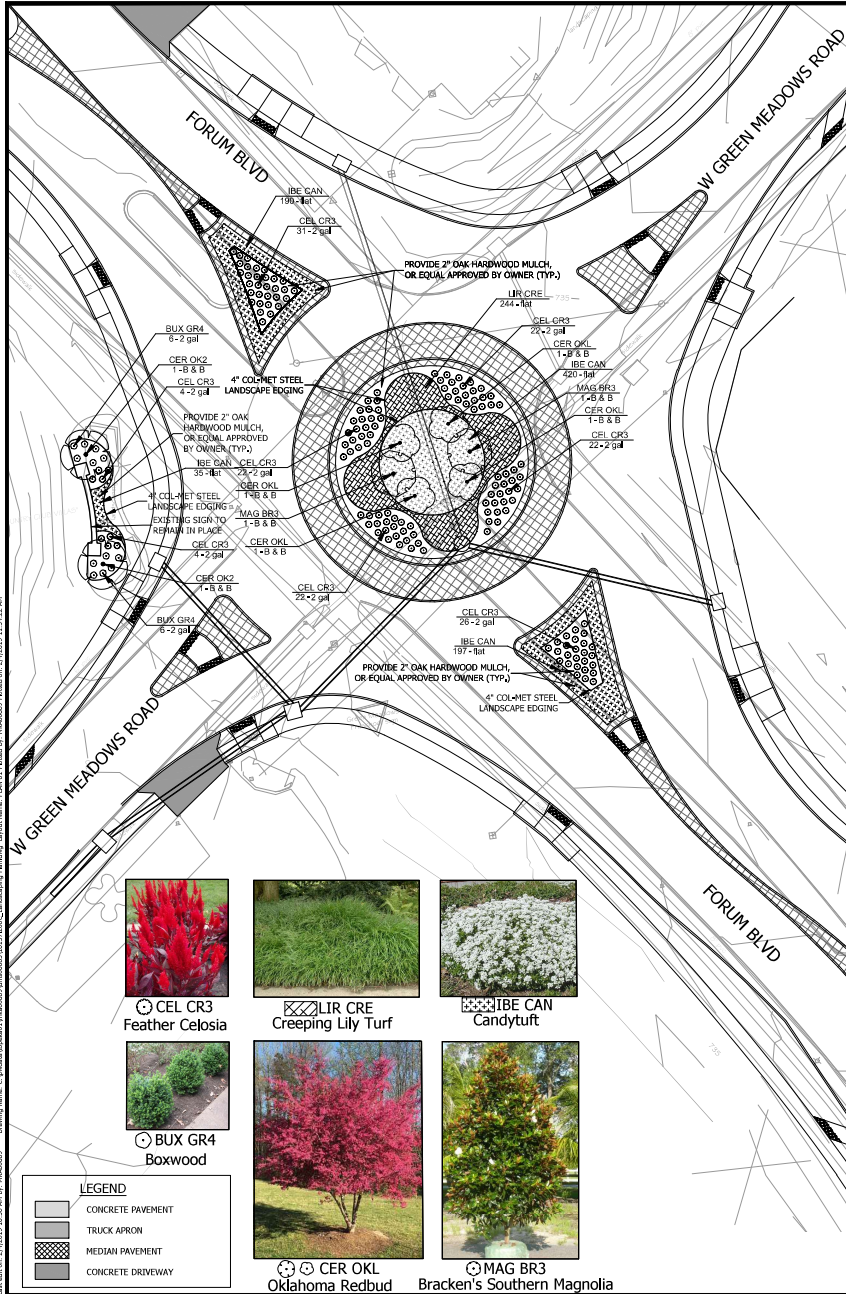 FORUM BLVD
W GREEN MEADOWS ROAD
IBE CAN
190 - flat
CEL CR3
31 - 2 gal
PROVIDE 2" OAK HARDWOOD MULCH,
OR EQUAL APPROVED BY OWNER (TYP.)
LIR CRE
244 - flat
735
CEL CR3
22 - 2 gal
CER OKL
1 - B & B
IBE CAN
420 - flat
MAG BR3
1 - B & B
CER OKL
1 - B & B
CEL CR3
22 - 2 gal
BUX GR4
6 - 2 gal
CER OK2
1 - B & B
CEL CR3
4 - 2 gal
4" COL-MET STEEL
LANDSCAPE EDGING
PROVIDE 2" OAK
HARDWOOD MULCH,
OR EQUAL APPROVED
BY OWNER (TYP.)
IBE CAN
35 - flat
CEL CR3
22 - 2 gal
CER OKL
1 - B & B
4" COL-MET STEEL
LANDSCAPE EDGING
MAG BR3
1 - B & B
EXISTING SIGN TO
REMAIN IN PLACE
CEL CR3
4 - 2 gal
CER OKL
1 - B & B
CER OK2
1 - B & B
CEL CR3
22 - 2 gal
BUX GR4
6 - 2 gal
CEL CR3
26 - 2 gal
IBE CAN
197 - flat
PROVIDE 2" OAK HARDWOOD MULCH,
OR EQUAL APPROVED BY OWNER (TYP.)
4" COL-MET STEEL
LANDSCAPE EDGING
W GREEN MEADOWS ROAD
FORUM BLVD
735
CEL CR3
Feather Celosia
LIR CRE
Creeping Lily Turf
IBE CAN
Candytuft
BUX GR4
Boxwood
CER OKL
Oklahoma Redbud
MAG BR3
Bracken's Southern Magnolia
LEGEND
CONCRETE PAVEMENT
TRUCK APRON
MEDIAN PAVEMENT
CONCRETE DRIVEWAY